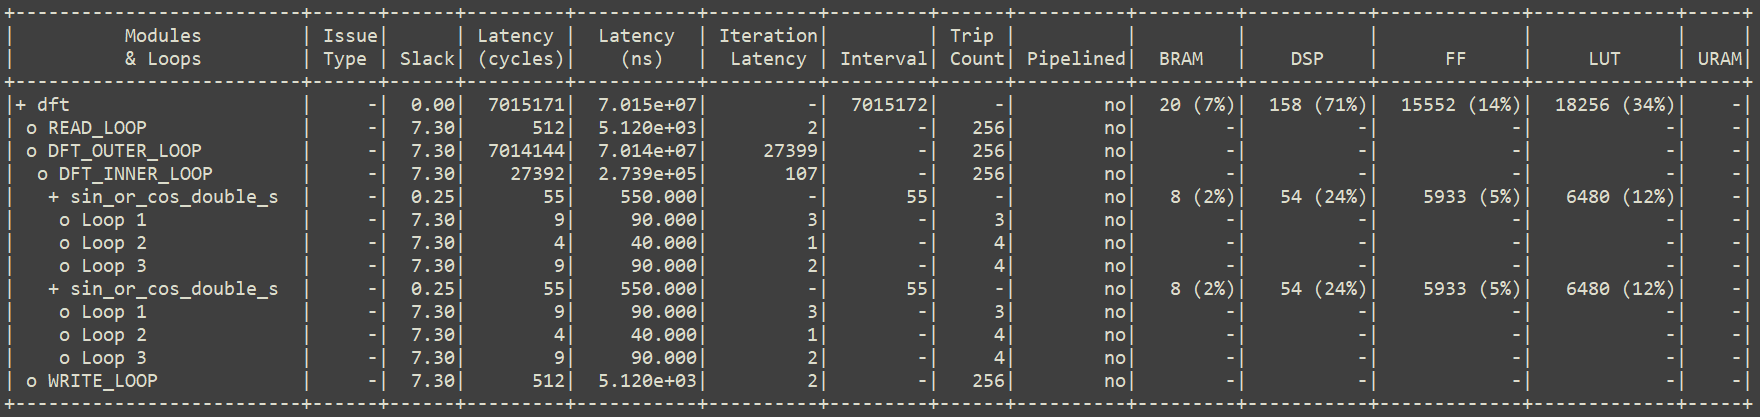 +--------------------------+------+------+---------+-----------+-----------+---------+------+----------+---------+-----------+-------------+-------------+-----+
|          Modules         | Issue|      | Latency |  Latency  | Iteration |         | Trip |          |         |           |             |             |     |
|          & Loops         | Type | Slack| (cycles)|    (ns)   |  Latency  | Interval| Count| Pipelined|  BRAM   |    DSP    |      FF     |     LUT     | URAM|
+--------------------------+------+------+---------+-----------+-----------+---------+------+----------+---------+-----------+-------------+-------------+-----+
|+ dft                     |     -|  0.00|  7015171|  7.015e+07|          -|  7015172|     -|        no|  20 (7%)|  158 (71%)|  15552 (14%)|  18256 (34%)|    -|
| o READ_LOOP              |     -|  7.30|      512|  5.120e+03|          2|        -|   256|        no|        -|          -|            -|            -|    -|
| o DFT_OUTER_LOOP         |     -|  7.30|  7014144|  7.014e+07|      27399|        -|   256|        no|        -|          -|            -|            -|    -|
|  o DFT_INNER_LOOP        |     -|  7.30|    27392|  2.739e+05|        107|        -|   256|        no|        -|          -|            -|            -|    -|
|   + sin_or_cos_double_s  |     -|  0.25|       55|    550.000|          -|       55|     -|        no|   8 (2%)|   54 (24%)|    5933 (5%)|   6480 (12%)|    -|
|    o Loop 1              |     -|  7.30|        9|     90.000|          3|        -|     3|        no|        -|          -|            -|            -|    -|
|    o Loop 2              |     -|  7.30|        4|     40.000|          1|        -|     4|        no|        -|          -|            -|            -|    -|
|    o Loop 3              |     -|  7.30|        9|     90.000|          2|        -|     4|        no|        -|          -|            -|            -|    -|
|   + sin_or_cos_double_s  |     -|  0.25|       55|    550.000|          -|       55|     -|        no|   8 (2%)|   54 (24%)|    5933 (5%)|   6480 (12%)|    -|
|    o Loop 1              |     -|  7.30|        9|     90.000|          3|        -|     3|        no|        -|          -|            -|            -|    -|
|    o Loop 2              |     -|  7.30|        4|     40.000|          1|        -|     4|        no|        -|          -|            -|            -|    -|
|    o Loop 3              |     -|  7.30|        9|     90.000|          2|        -|     4|        no|        -|          -|            -|            -|    -|
| o WRITE_LOOP             |     -|  7.30|      512|  5.120e+03|          2|        -|   256|        no|        -|          -|            -|            -|    -|
+--------------------------+------+------+---------+-----------+-----------+---------+------+----------+---------+-----------+-------------+-------------+-----+